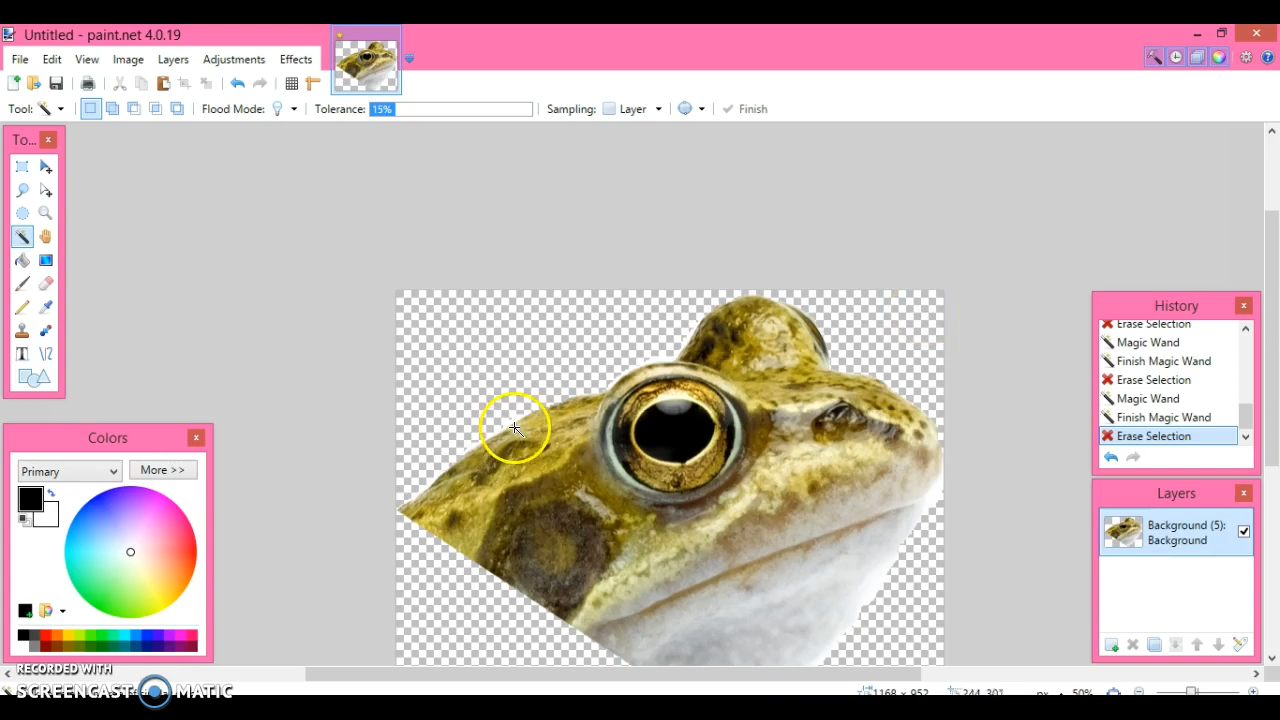 Untitled - paint.net 4.0.19
File Edit View Image Layers Adjustments Effects
Tool: Flood Mode: Tolerance: 15% Sampling: Layer Finish
To...
History
Erase Selection
Magic Wand
Finish Magic Wand
Erase Selection
Magic Wand
Finish Magic Wand
Erase Selection
Colors
Primary More >>
Layers
Background (5):
Background
RECORDED WITH
SCREENCAST MATIC
1168 × 952 244, 301 px 50%